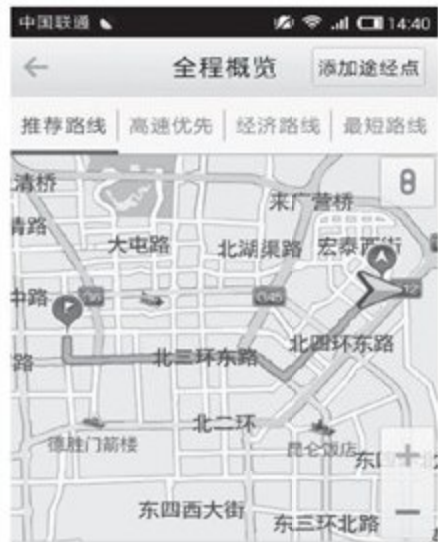 中国联通 14:40
全程概览 添加途经点
推荐路线 高速优先 经济路线 最短路线
清桥
来广营桥
青路
大屯路 北湖渠路 宏泰西街
中路
路 北三环东路 北四环东路
北二环
德胜门箭楼 昆仑饭店
东四西大街
东三环北路